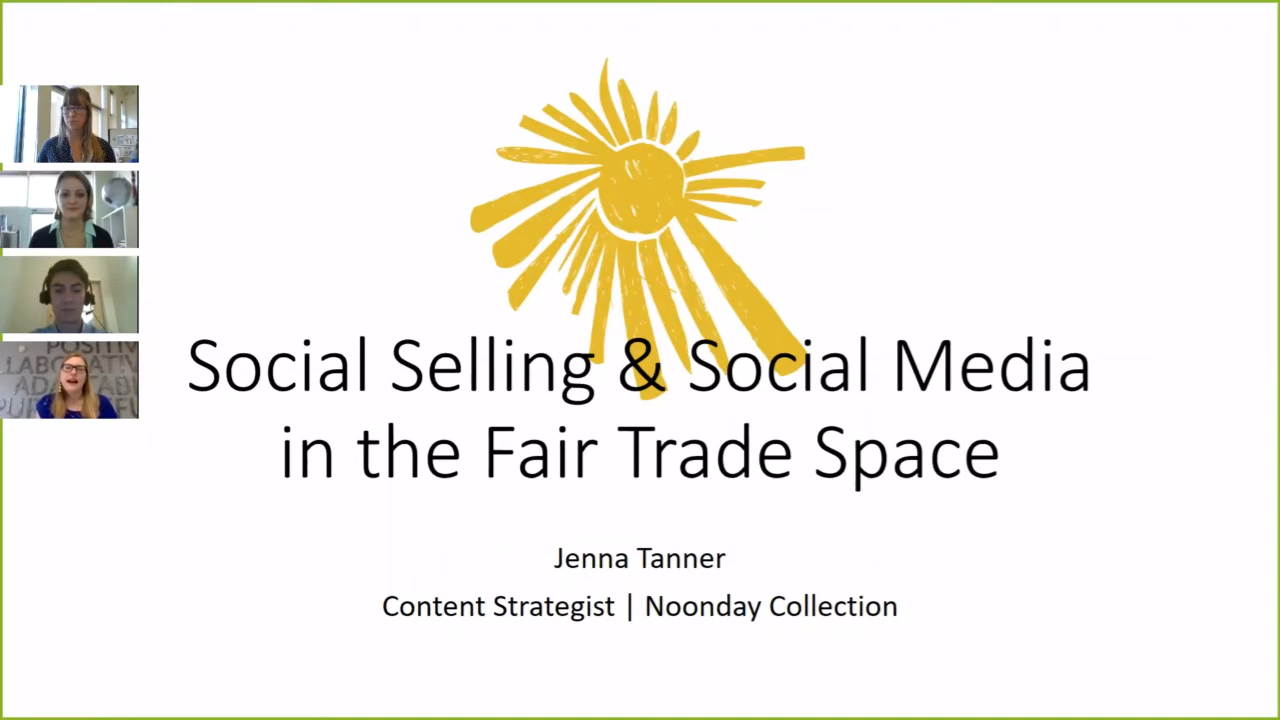 Social Selling & Social Media
in the Fair Trade Space
Jenna Tanner
Content Strategist | Noonday Collection